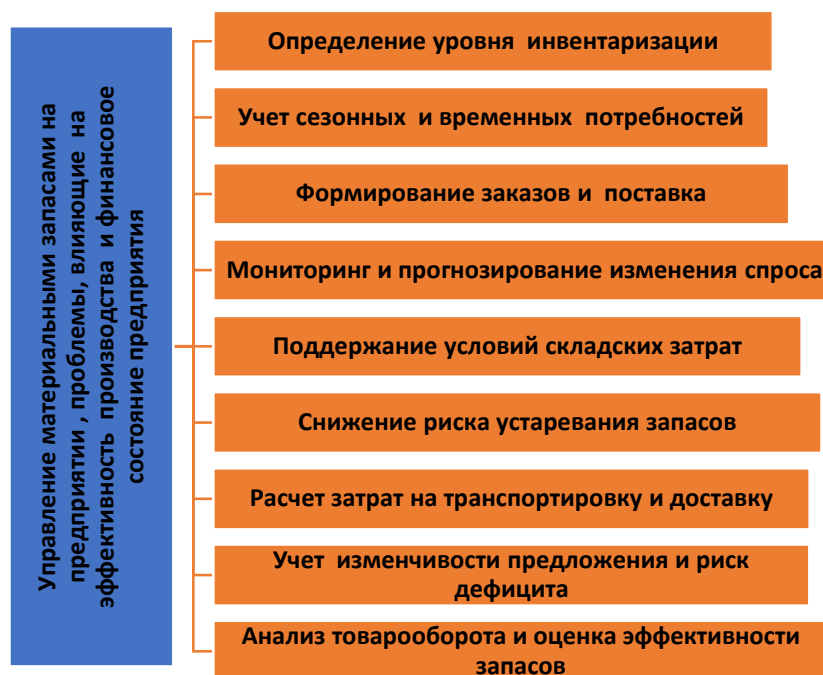 Управление материальными запасами на
предприятии , проблемы, влияющие на
эффективность производства и финансовое
состояние предприятия
Определение уровня инвентаризации
Учет сезонных и временных потребностей
Формирование заказов и поставка
Мониторинг и прогнозирование изменения спроса
Поддержание условий складских затрат
Снижение риска устаревания запасов
Расчет затрат на транспортировку и доставку
Учет изменчивости предложения и риск
дефицита
Анализ товарооборота и оценка эффективности
запасов